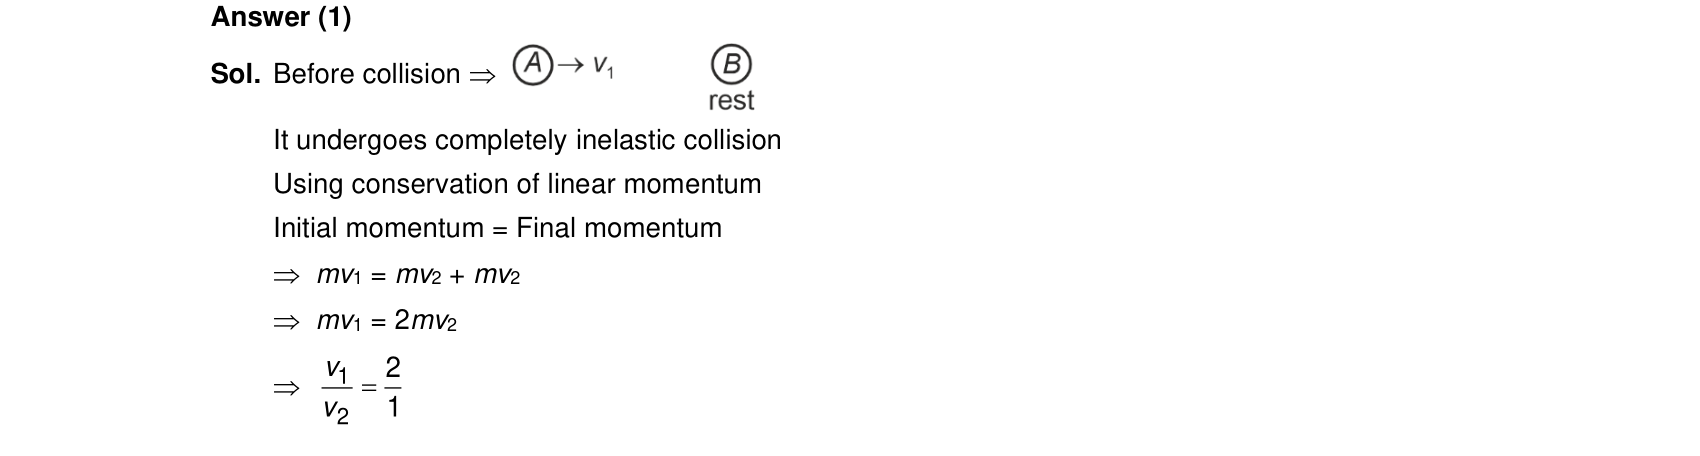 Answer (1)
Sol. Before collision ⇒ A → v₁ B
rest
It undergoes completely inelastic collision
Using conservation of linear momentum
Initial momentum = Final momentum
⇒ mv₁ = mv₂ + mv₂
⇒ mv₁ = 2mv₂
⇒ v₁/v₂ = 2/1